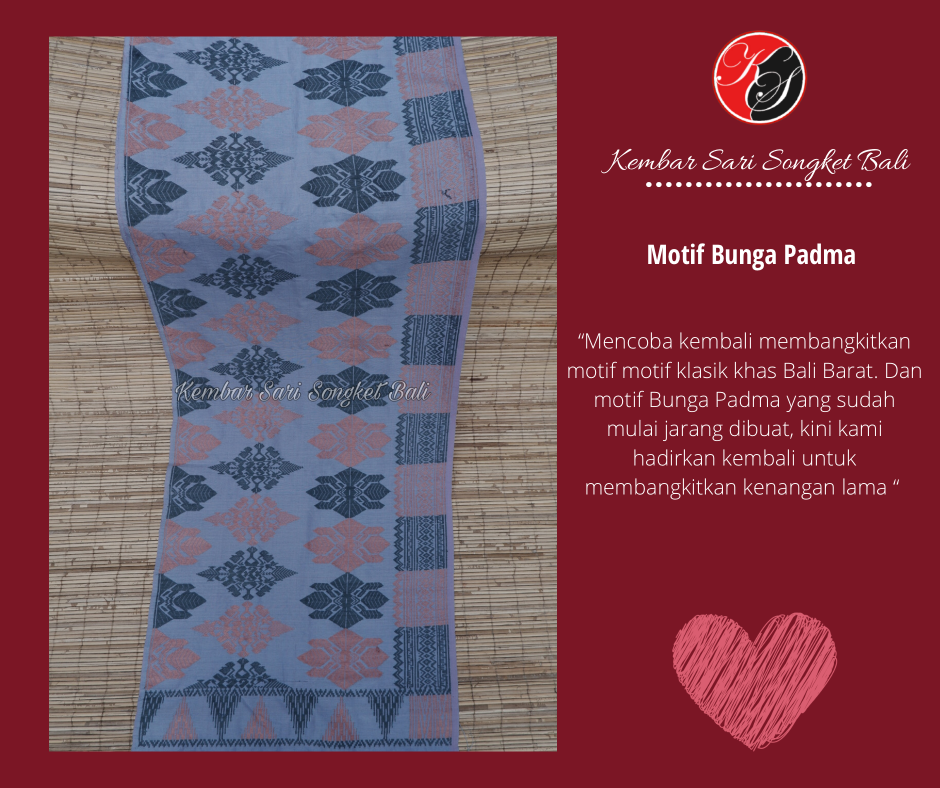 KS
Kembar Sari Songket Bali
Motif Bunga Padma
“Mencoba kembali membangkitkan
motif motif klasik khas Bali Barat. Dan
motif Bunga Padma yang sudah
mulai jarang dibuat, kini kami
hadirkan kembali untuk
membangkitkan kenangan lama “
Kembar Sari Songket Bali